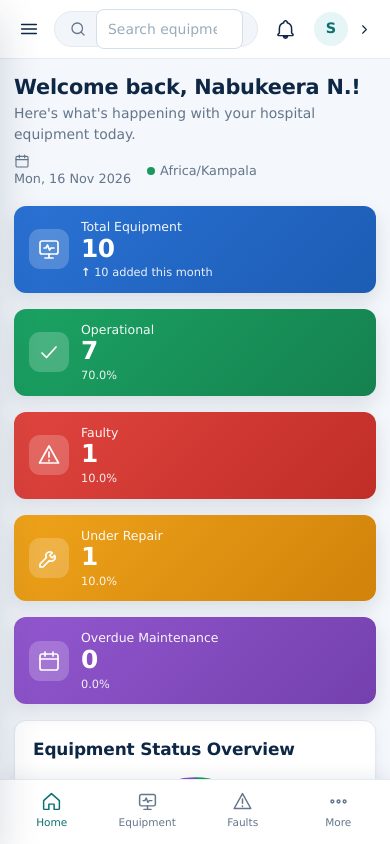 Search equipme
S
Welcome back, Nabukeera N.!
Here's what's happening with your hospital
equipment today.
Mon, 16 Nov 2026
Africa/Kampala
Total Equipment
10
↑ 10 added this month
Operational
7
70.0%
Faulty
1
10.0%
Under Repair
1
10.0%
Overdue Maintenance
0
0.0%
Equipment Status Overview
Home
Equipment
Faults
More